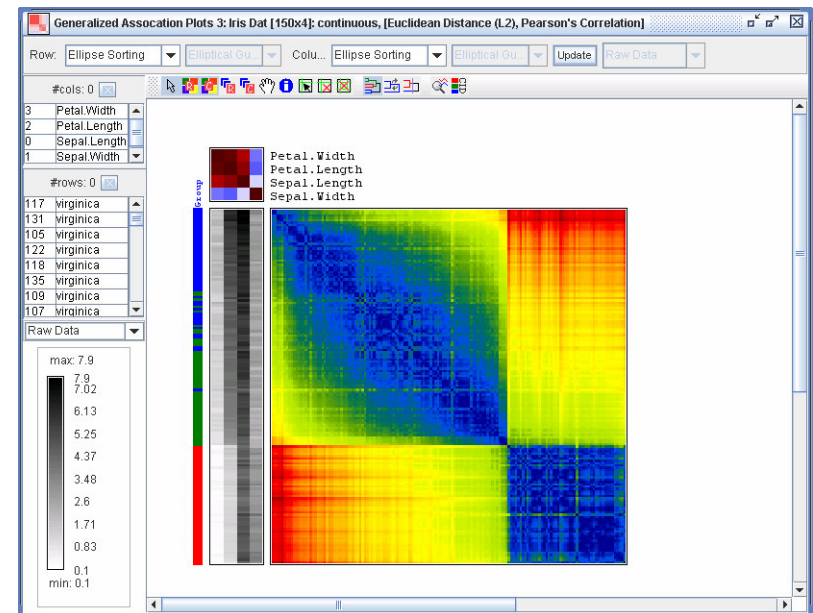 Generalized Assocation Plots 3: Iris Dat [150x4]: continuous, [Euclidean Distance (L2), Pearson's Correlation]
Row: Ellipse Sorting Elliptical Gu... Colu... Ellipse Sorting Elliptical Gu... Update Raw Data
#cols: 0
3 Petal.Width
2 Petal.Length
0 Sepal.Length
1 Sepal.Width
#rows: 0
117 virginica
131 virginica
105 virginica
122 virginica
118 virginica
135 virginica
109 virginica
107 virginica
Raw Data
max: 7.9
7.9
7.02
6.13
5.25
4.37
3.48
2.6
1.71
0.83
0.1
min: 0.1
Petal.Width
Petal.Length
Sepal.Length
Sepal.Width
Group